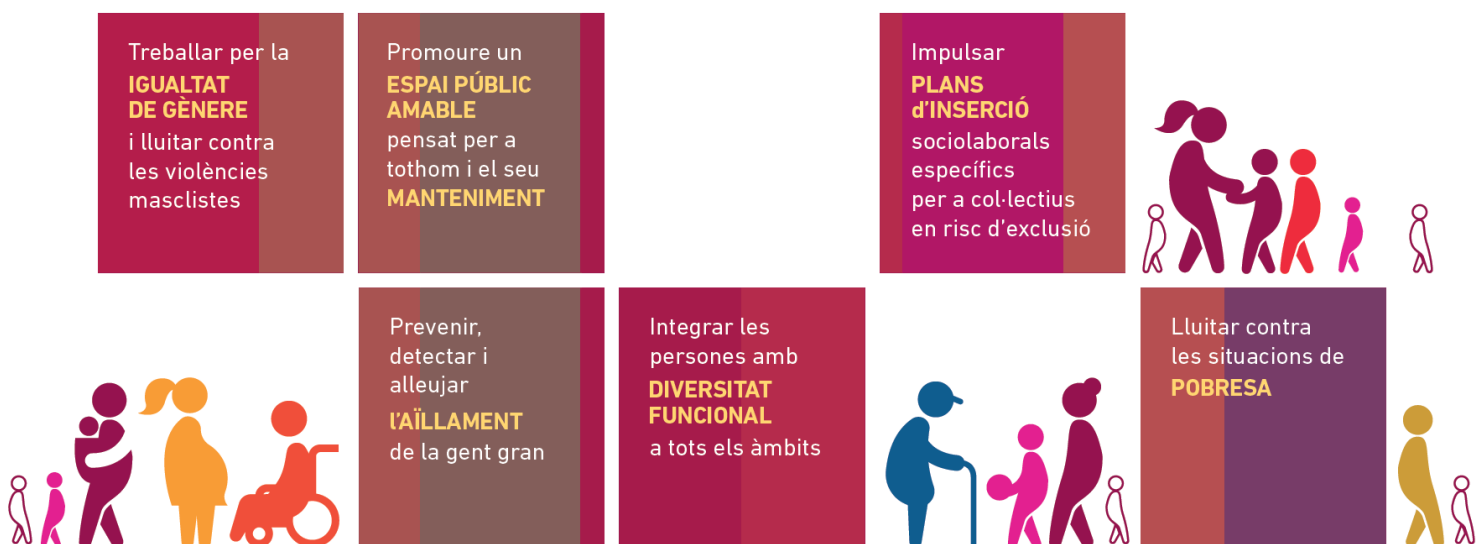 Treballar per la
IGUALTAT
DE GÈNERE
i lluitar contra
les violències
masclistes
Promoure un
ESPAI PÚBLIC
AMABLE
pensat per a
tothom i el seu
MANTENIMENT
Impulsar
PLANS
d'INSERCIÓ
sociolaborals
específics
per a col·lectius
en risc d'exclusió
Prevenir,
detectar i
alleujar
l'AÏLLAMENT
de la gent gran
Integrar les
persones amb
DIVERSITAT
FUNCIONAL
a tots els àmbits
Lluitar contra
les situacions de
POBRESA